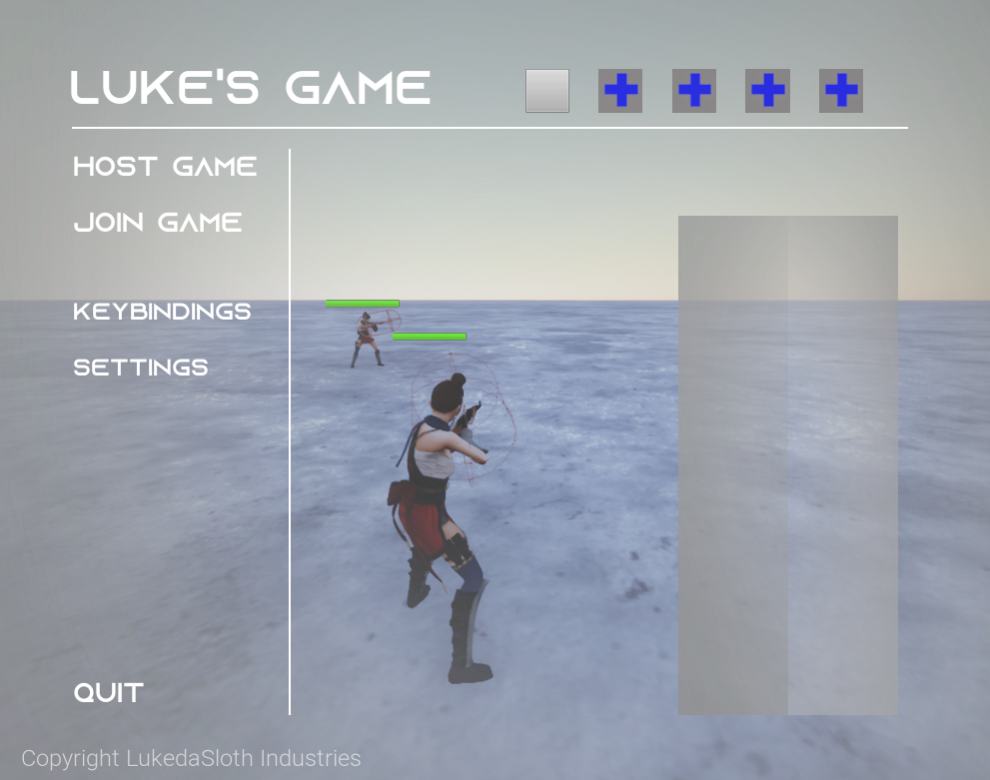 LUKE'S GAME
HOST GAME
JOIN GAME
KEYBINDINGS
SETTINGS
QUIT
Copyright LukedaSloth Industries